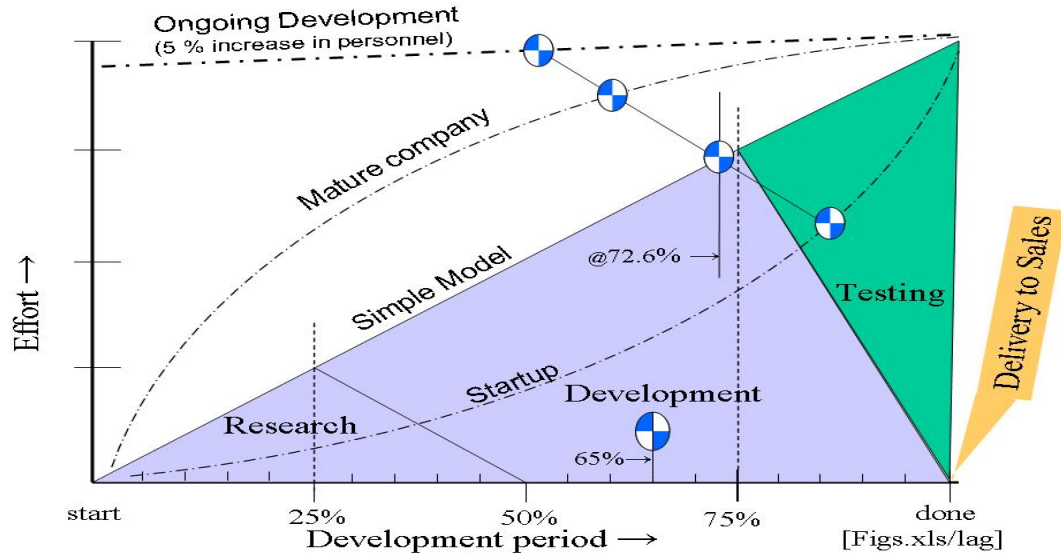 Ongoing Development
(5 % increase in personnel)
Mature company
Simple Model
@72.6%
Startup
Testing
Development
Research
65%
Effort →
Delivery to Sales
start
25%
50%
75%
done
Development period →
[Figs.xls/lag]